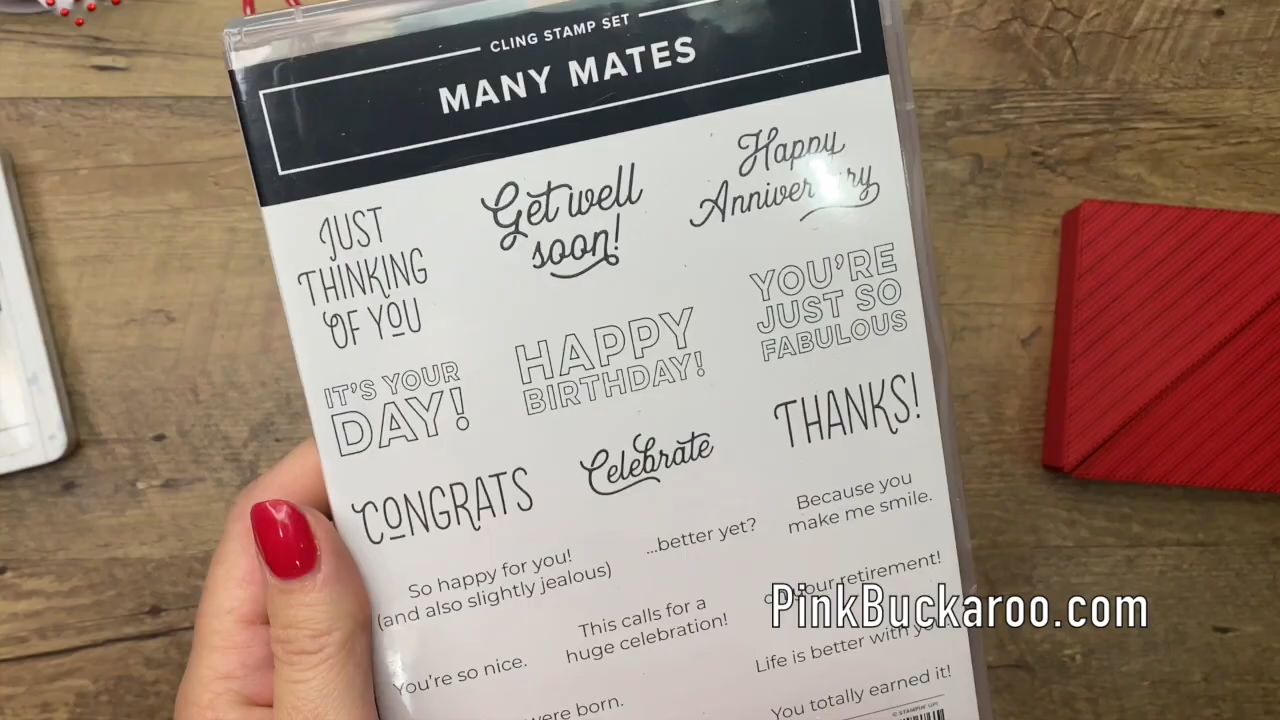 CLING STAMP SET
MANY MATES
JUST
THINKING
OF YOU
Get well
soon!
Happy
IT'S YOUR
DAY!
HAPPY
BIRTHDAY!
YOU'RE
JUST SO
FABULOUS
CONGRATS
Celebrate
THANKS!
So happy for you!
(and also slightly jealous)
...better yet?
Because you
make me smile.
You're so nice.
This calls for a
huge celebration!
your retirement!
PinkBuckaroo.com
Life is better with
were born.
You totally earned it!
© STAMPIN' UP!